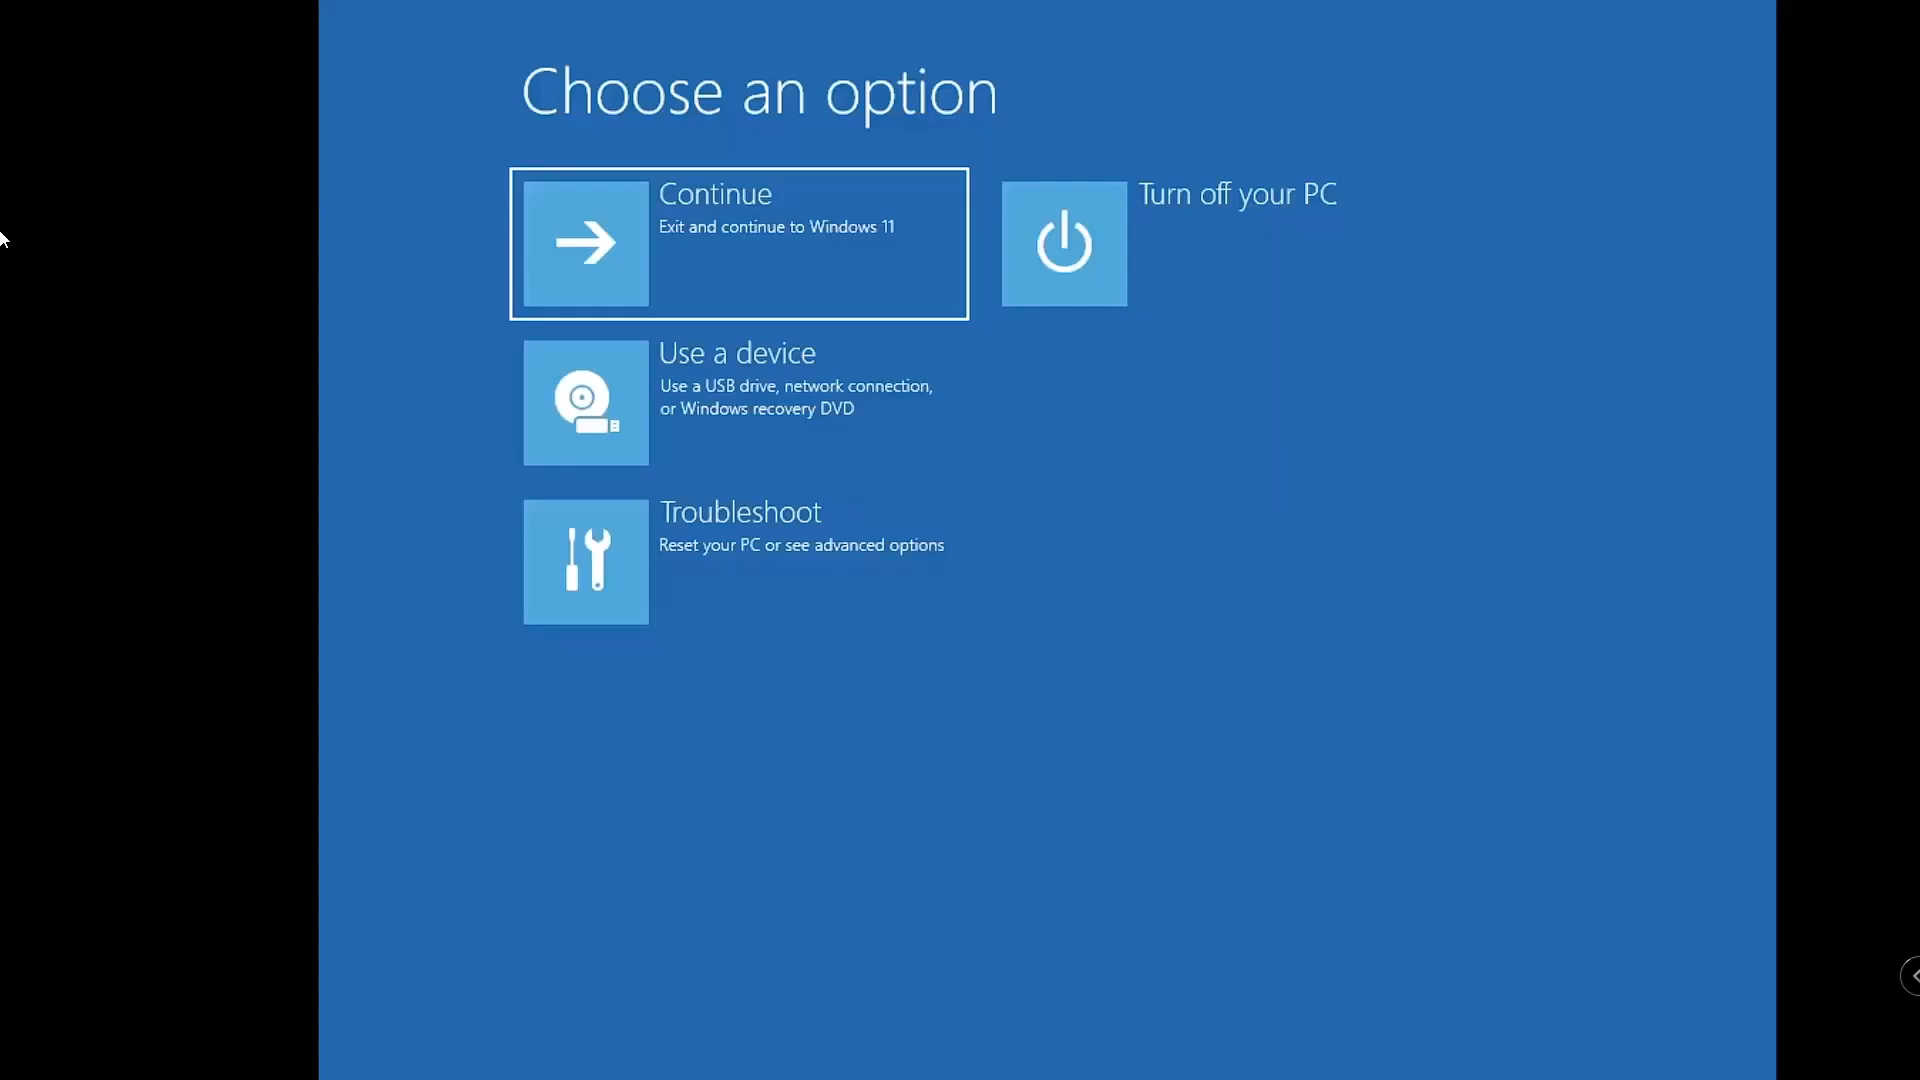 Choose an option
Continue
Exit and continue to Windows 11
Turn off your PC
Use a device
Use a USB drive, network connection,
or Windows recovery DVD
Troubleshoot
Reset your PC or see advanced options